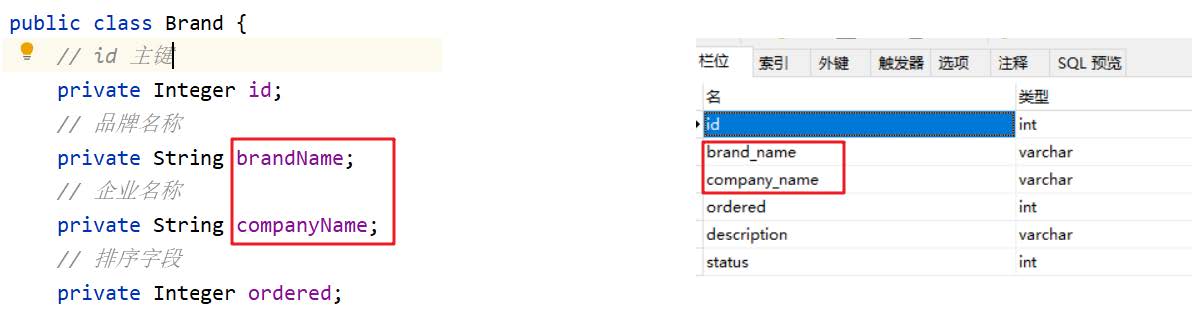 public class Brand {
// id 主键
private Integer id;
// 品牌名称
private String brandName;
// 企业名称
private String companyName;
// 排序字段
private Integer ordered;
栏位 索引 外键 触发器 选项 注释 SQL 预览
名 类型
id int
brand_name varchar
company_name varchar
ordered int
description varchar
status int